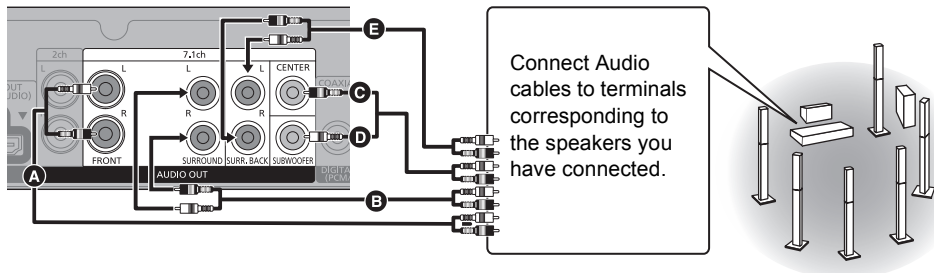 E
2ch
7.1ch
L
L
L
L
CENTER
COAXIAL
OUT
AUDIO)
C
R
R
R
R
D
FRONT
SURROUND
SURR. BACK
SUBWOOFER
A
AUDIO OUT
DIGITAL
(PCM
B
Connect Audio
cables to terminals
corresponding to
the speakers you
have connected.